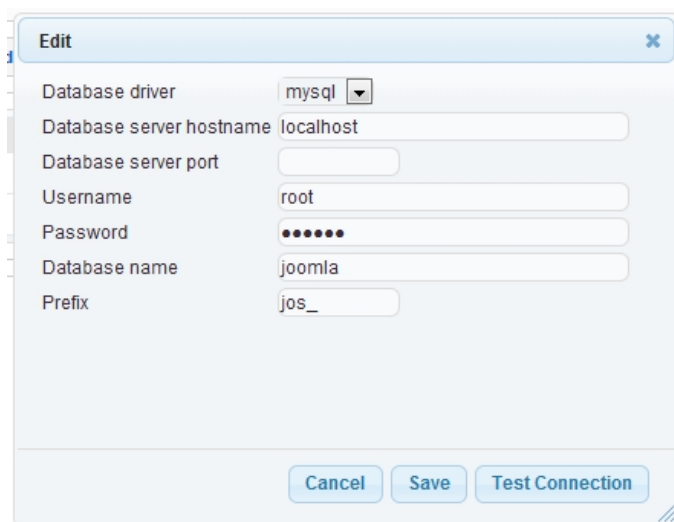 Edit
d
Database driver mysql
Database server hostname localhost
Database server port
Username root
Password ••••••
Database name joomla
Prefix jos_
Cancel Save Test Connection